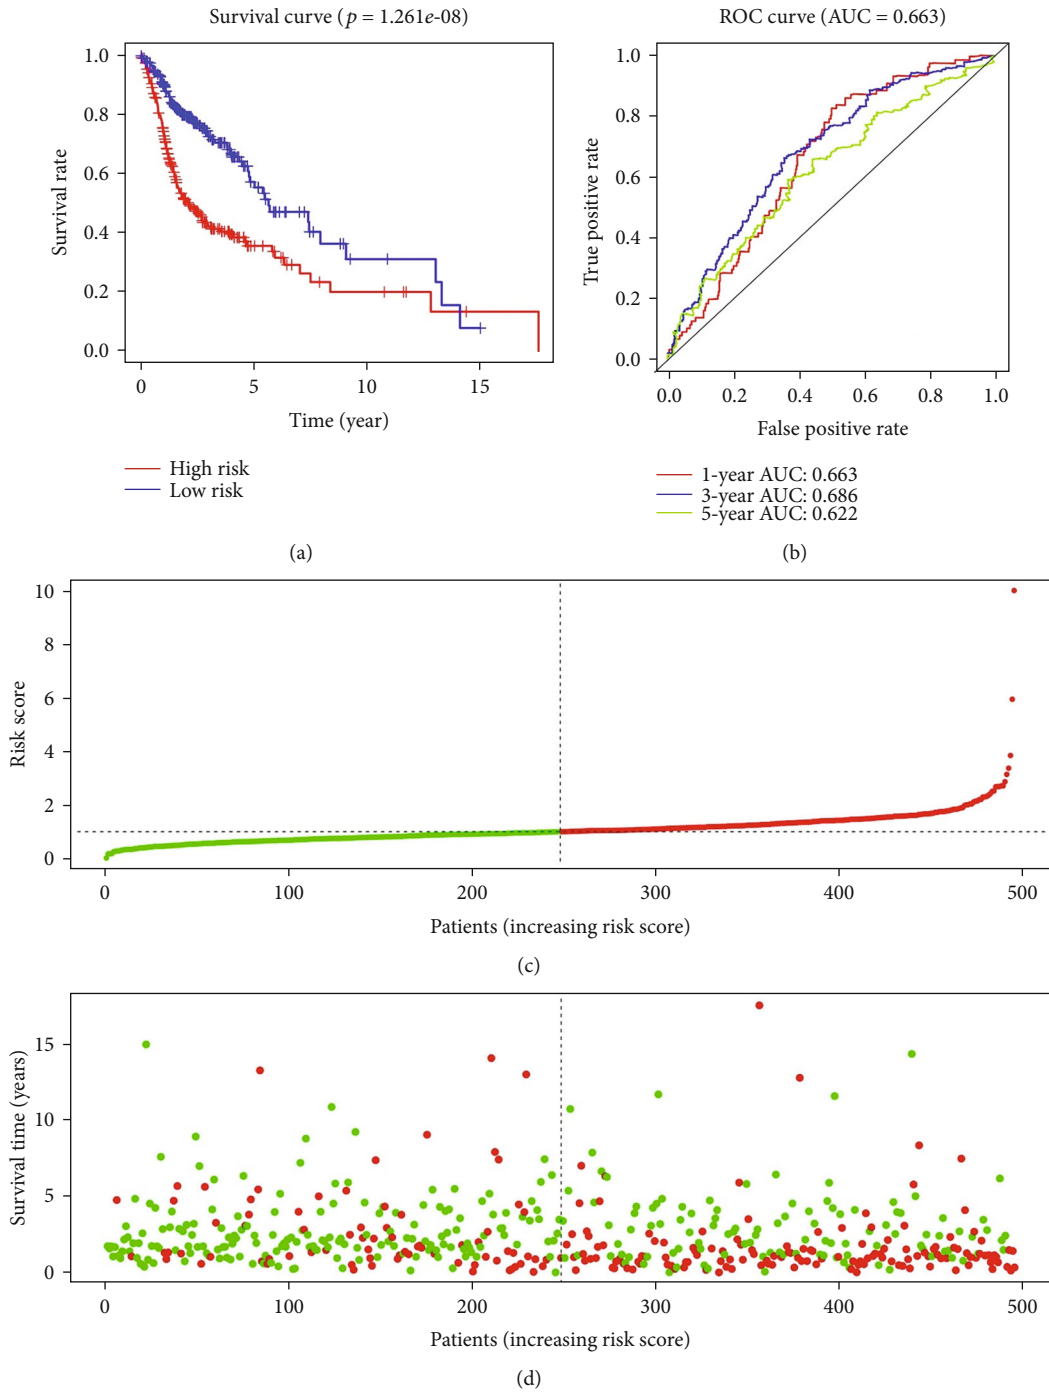 Survival curve (p = 1.261e-08)
1.0
0.8
0.6
0.4
0.2
0.0
Survival rate
0 5 10 15
Time (year)
High risk
Low risk
(a)
ROC curve (AUC = 0.663)
1.0
0.8
0.6
0.4
0.2
0.0
True positive rate
0.0 0.2 0.4 0.6 0.8 1.0
False positive rate
1-year AUC: 0.663
3-year AUC: 0.686
5-year AUC: 0.622
(b)
10
8
6
4
2
0
Risk score
0 100 200 300 400 500
Patients (increasing risk score)
(c)
15
10
5
0
Survival time (years)
0 100 200 300 400 500
Patients (increasing risk score)
(d)